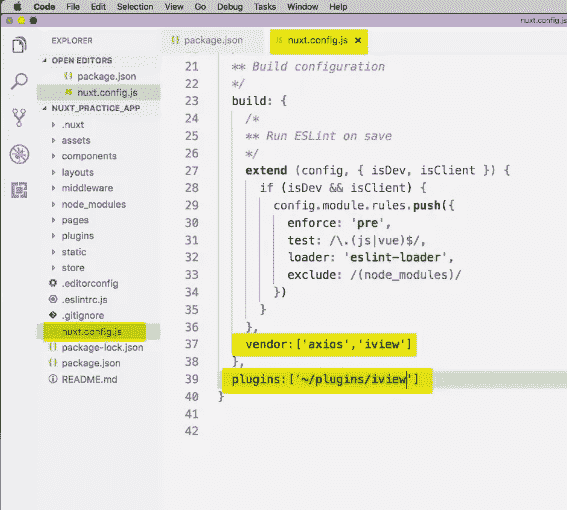 Code File Edit Selection View Go Debug Tasks Window Help
nuxt.config.js
EXPLORER
OPEN EDITORS
package.json
nuxt.config.js
NUXT_PRACTICE_APP
.nuxt
assets
components
layouts
middleware
node_modules
pages
plugins
static
store
.editorconfig
.eslintrc.js
.gitignore
nuxt.config.js
package-lock.json
package.json
README.md
package.json nuxt.config.js ×
21 ** Build configuration
22 */
23 build: {
24 /*
25 ** Run ESLint on save
26 */
27 extend (config, { isDev, isClient }) {
28 if (isDev && isClient) {
29 config.module.rules.push({
30 enforce: 'pre',
31 test: /\.(js|vue)$/,
32 loader: 'eslint-loader',
33 exclude: /(node_modules)/
34 })
35 }
36 },
37 vendor:['axios','iview']
38 },
39 plugins:['~/plugins/iview']
40 }
41
42